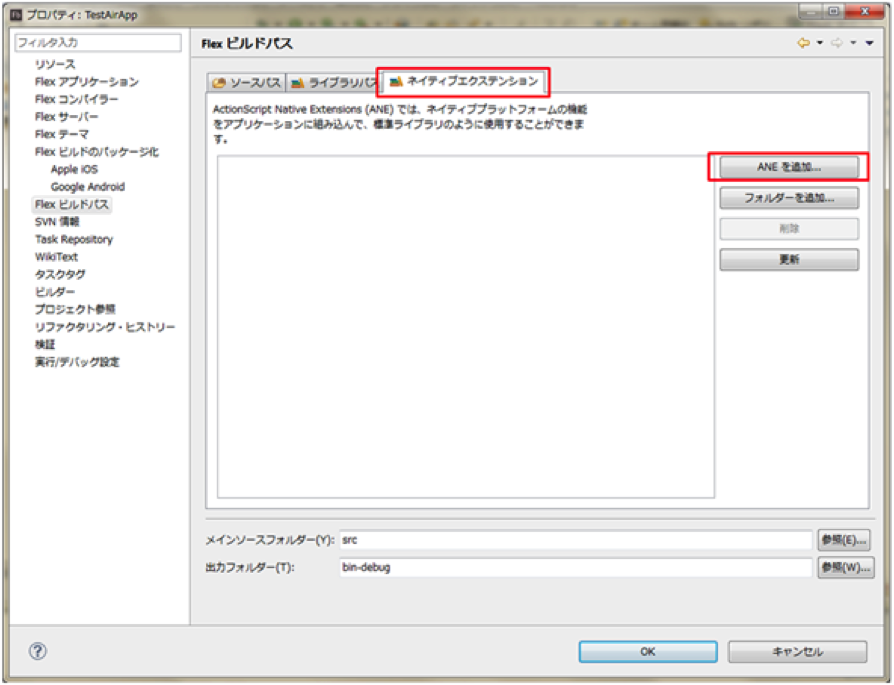 プロパティ: TestAirApp
フィルタ入力
リソース
Flex アプリケーション
Flex コンパイラー
Flex サーバー
Flex テーマ
Flex ビルドのパッケージ化
Apple iOS
Google Android
Flex ビルドパス
SVN 情報
Task Repository
WikiText
タスクタグ
ビルダー
プロジェクト参照
リファクタリング・ヒストリー
検証
実行/デバッグ設定
Flex ビルドパス
ソースパス
ライブラリパス
ネイティブエクステンション
ActionScript Native Extensions (ANE) では、ネイティブプラットフォームの機能
をアプリケーションに組み込んで、標準ライブラリのように使用することができま
す。
ANE を追加...
フォルダーを追加...
削除
更新
メインソースフォルダー(Y):
src
参照(E)...
出力フォルダー(T):
bin-debug
参照(W)...
?
OK
キャンセル